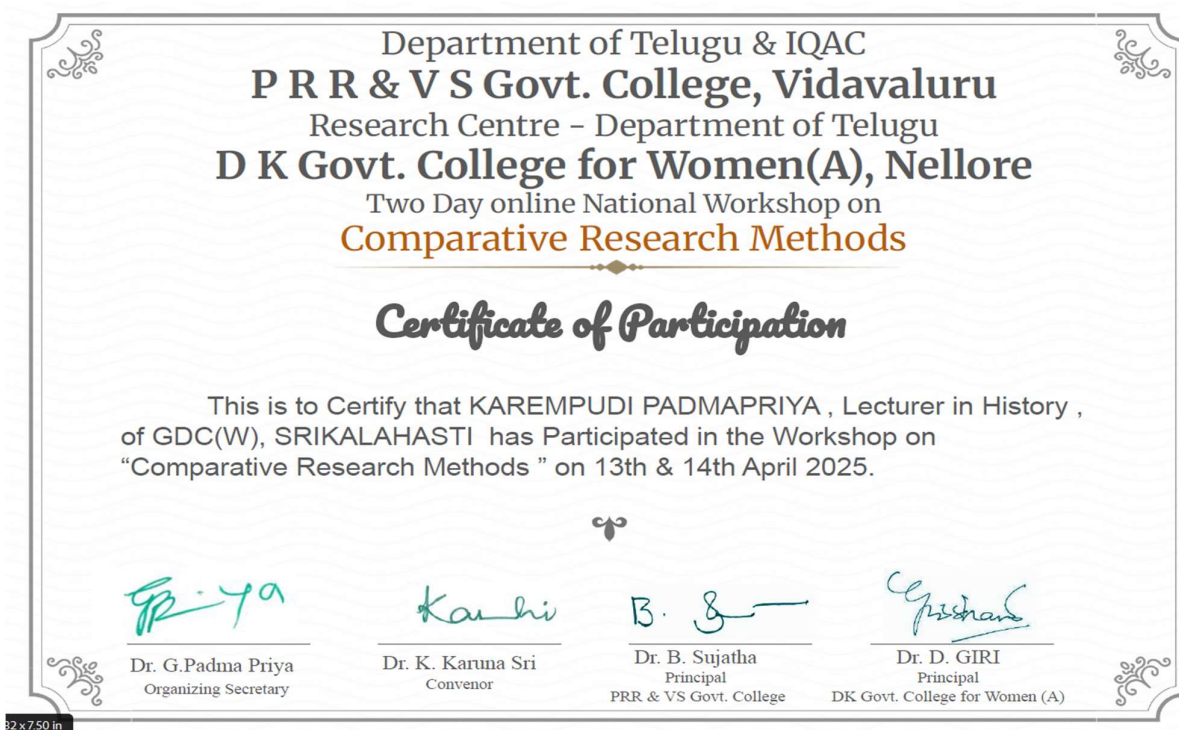 Department of Telugu & IQAC
P R R & V S Govt. College, Vidavaluru
Research Centre – Department of Telugu
D K Govt. College for Women(A), Nellore
Two Day online National Workshop on
Comparative Research Methods
Certificate of Participation
This is to Certify that KAREMPUDI PADMAPRIYA , Lecturer in History ,
of GDC(W), SRIKALAHASTI has Participated in the Workshop on
“Comparative Research Methods ” on 13th & 14th April 2025.
Dr. G.Padma Priya
Organizing Secretary
Dr. K. Karuna Sri
Convenor
B.
Dr. B. Sujatha
Principal
PRR & VS Govt. College
Dr. D. GIRI
Principal
DK Govt. College for Women (A)
32 x 7.50 in